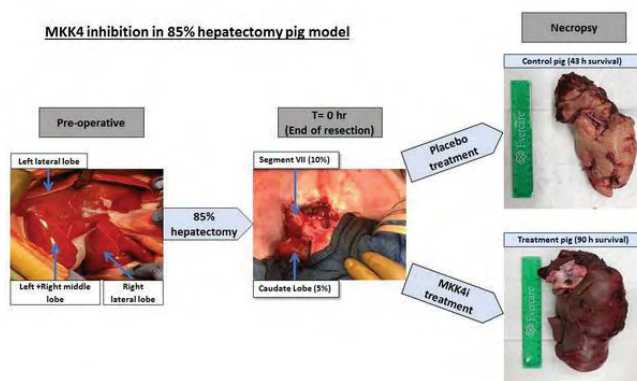 MKK4 inhibition in 85% hepatectomy pig model
Necropsy
Control pig (43 h survival)
Pre-operative
T= 0 hr
(End of resection)
Left lateral lobe
Segment VII (10%)
Placebo
treatment
Evercare
85%
hepatectomy
Left +Right middle
lobe
Right
lateral lobe
Caudate Lobe (5%)
MKK4i
treatment
Treatment pig (90 h survival)
Evercare